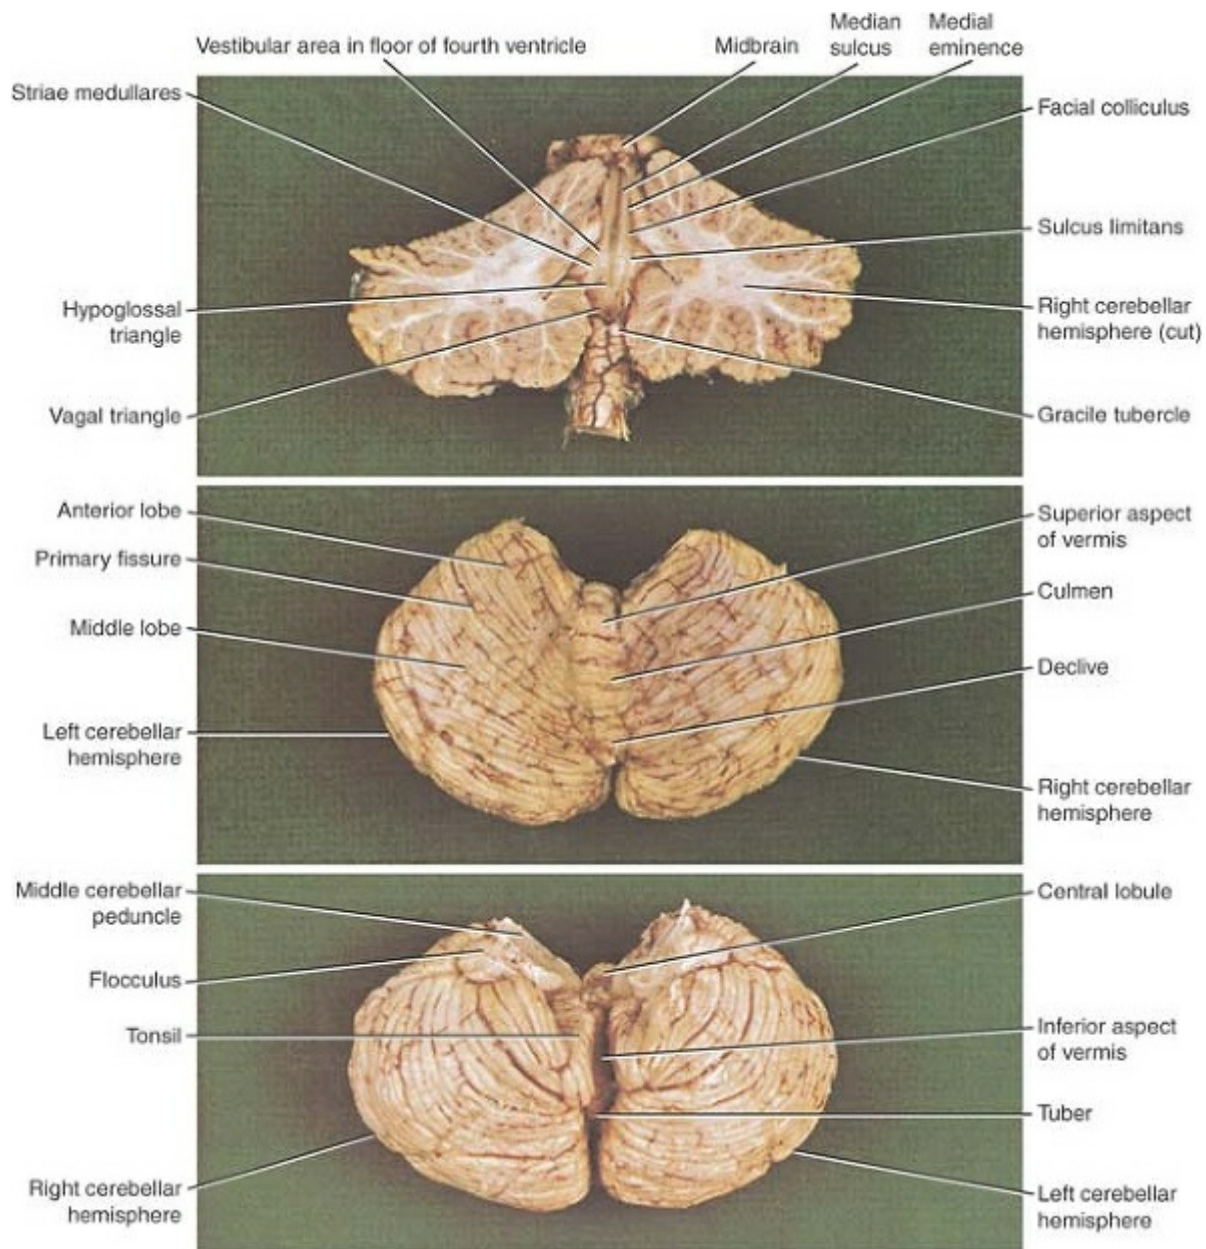 Vestibular area in floor of fourth ventricle
Midbrain
Median
sulcus
Medial
eminence
Striae medullares
Facial colliculus
Sulcus limitans
Hypoglossal
triangle
Right cerebellar
hemisphere (cut)
Vagal triangle
Gracile tubercle
Anterior lobe
Superior aspect
of vermis
Primary fissure
Culmen
Middle lobe
Declive
Left cerebellar
hemisphere
Right cerebellar
hemisphere
Middle cerebellar
peduncle
Central lobule
Flocculus
Tonsil
Inferior aspect
of vermis
Tuber
Right cerebellar
hemisphere
Left cerebellar
hemisphere